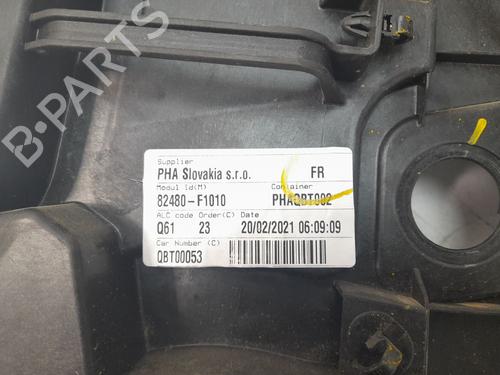 B-PARTS
Supplier
PHA Slovakia s.r.o. FR
Modul Id(M) Container
82480-F1010 PHAQBT002
ALC code Order(C) Date
Q61 23 20/02/2021 06:09:09
Car Number (C)
QBT00053